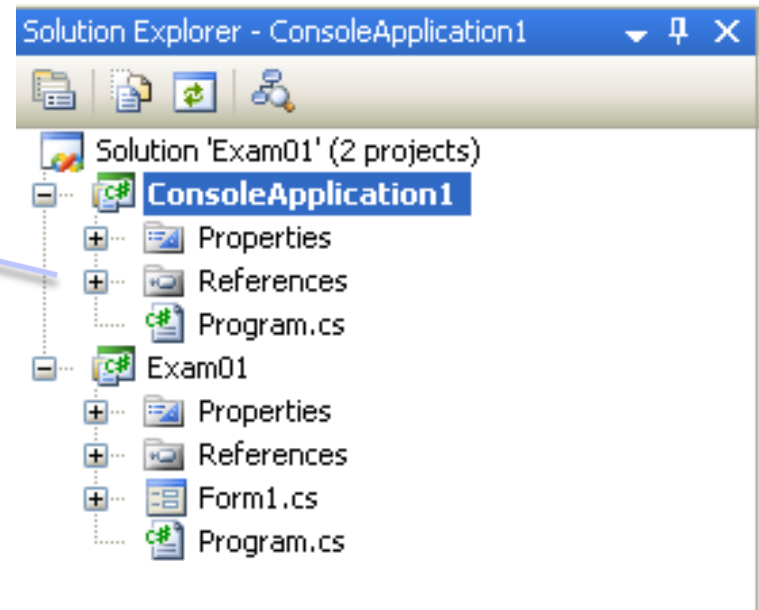 Solution Explorer - ConsoleApplication1
Solution 'Exam01' (2 projects)
ConsoleApplication1
Properties
References
Program.cs
Exam01
Properties
References
Form1.cs
Program.cs